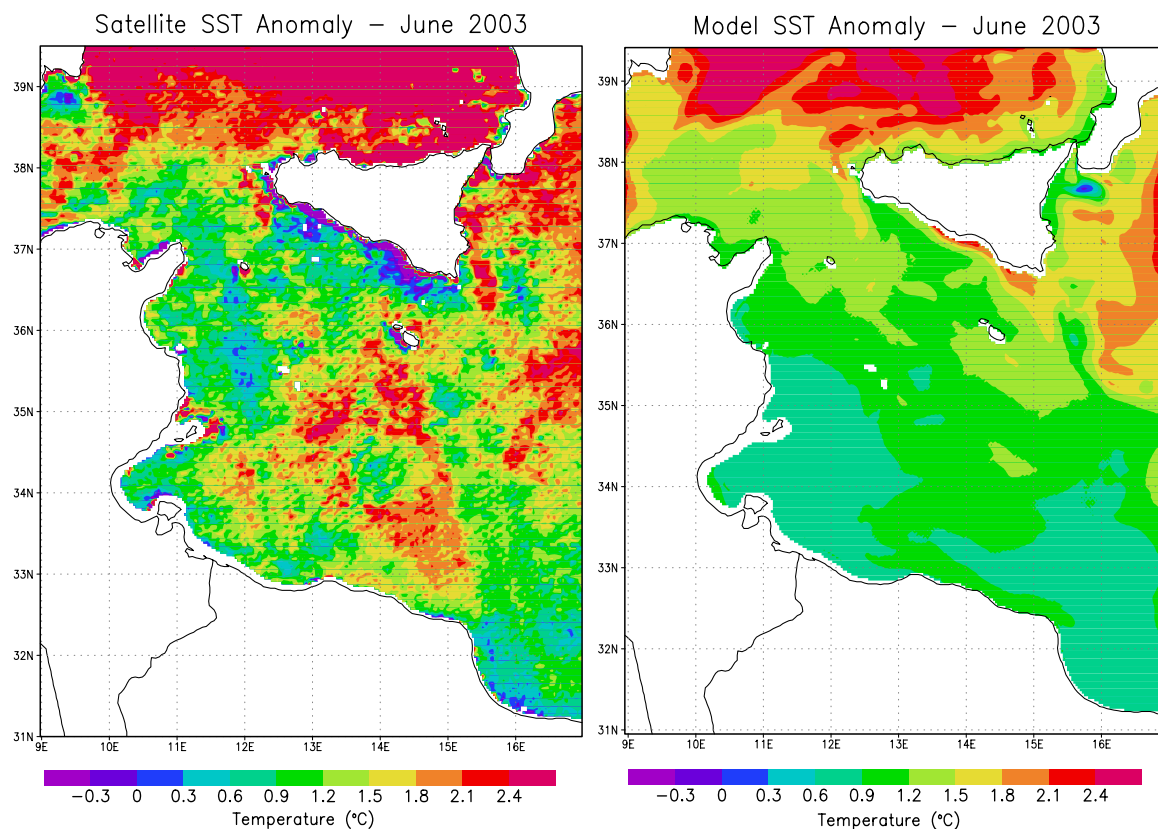 Satellite SST Anomaly – June 2003
39N
38N
37N
36N
35N
34N
33N
32N
31N
9E 10E 11E 12E 13E 14E 15E 16E
−0.3 0 0.3 0.6 0.9 1.2 1.5 1.8 2.1 2.4
Temperature (°C)
Model SST Anomaly – June 2003
39N
38N
37N
36N
35N
34N
33N
32N
31N
9E 10E 11E 12E 13E 14E 15E 16E
−0.3 0 0.3 0.6 0.9 1.2 1.5 1.8 2.1 2.4
Temperature (°C)